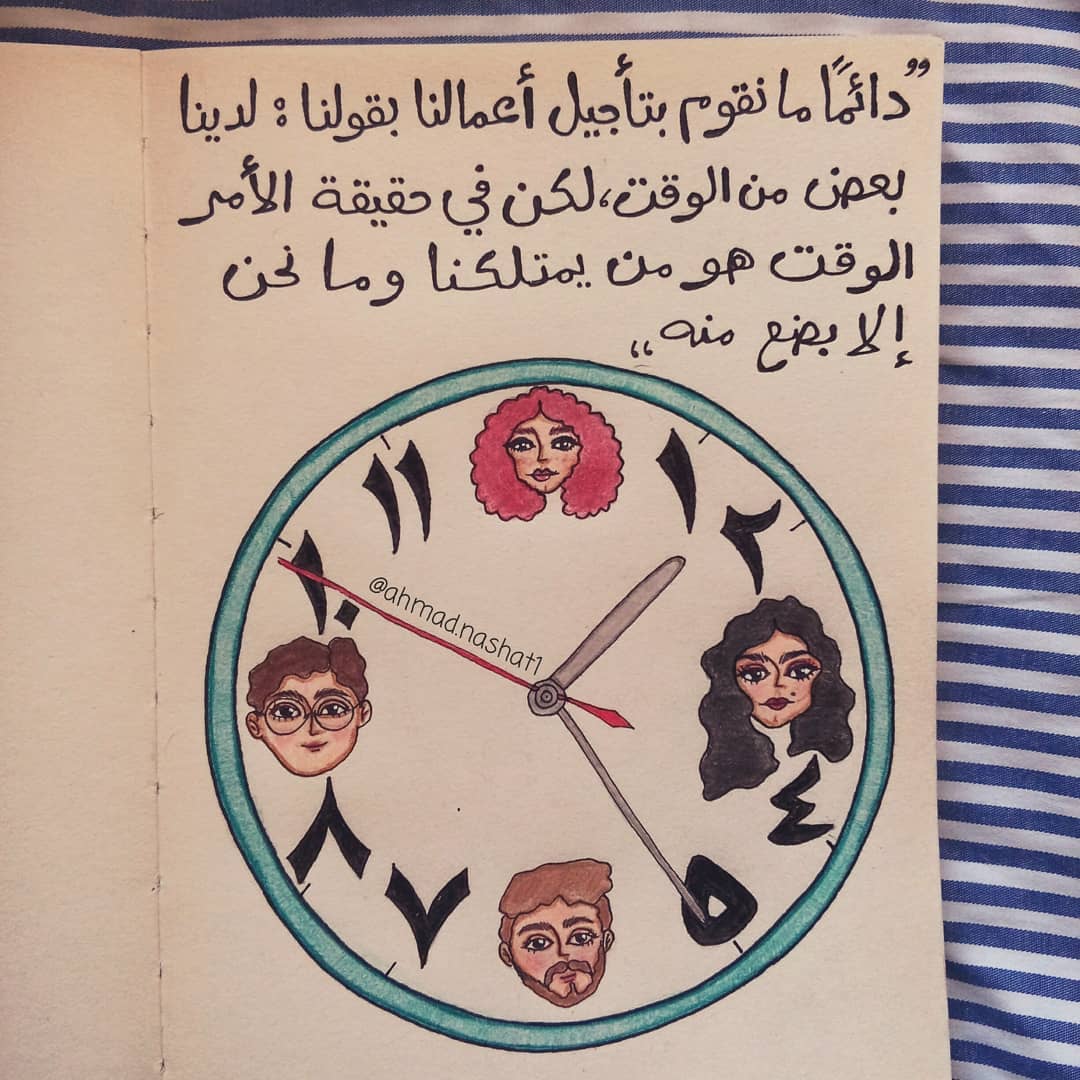 ”دائمًا ما نقوم بتأجيل أعمالنا بقولنا: لدينا
بعض من الوقت، لكن في حقيقة الأمر
الوقت هو من يمتلكنا وما نحن
إلا بضع منه“
١١
١
٢
١٠
@ahmad.nashat1
٤
٨
٧
٥